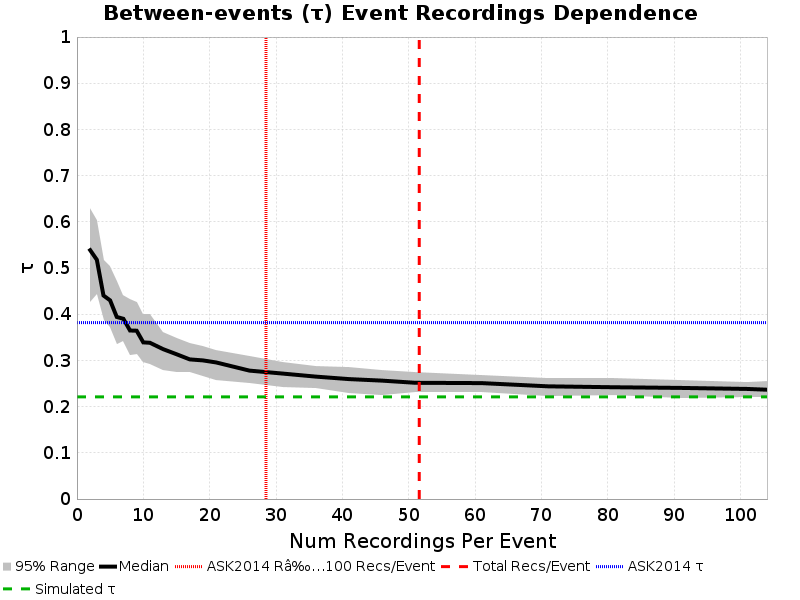 Between-events (τ) Event Recordings Dependence
1
0.9
0.8
0.7
0.6
0.5
0.4
0.3
0.2
0.1
0
τ
0 10 20 30 40 50 60 70 80 90 100
Num Recordings Per Event
95% Range Median ASK2014 Râ‰…100 Recs/Event Total Recs/Event ASK2014 τ
Simulated τ